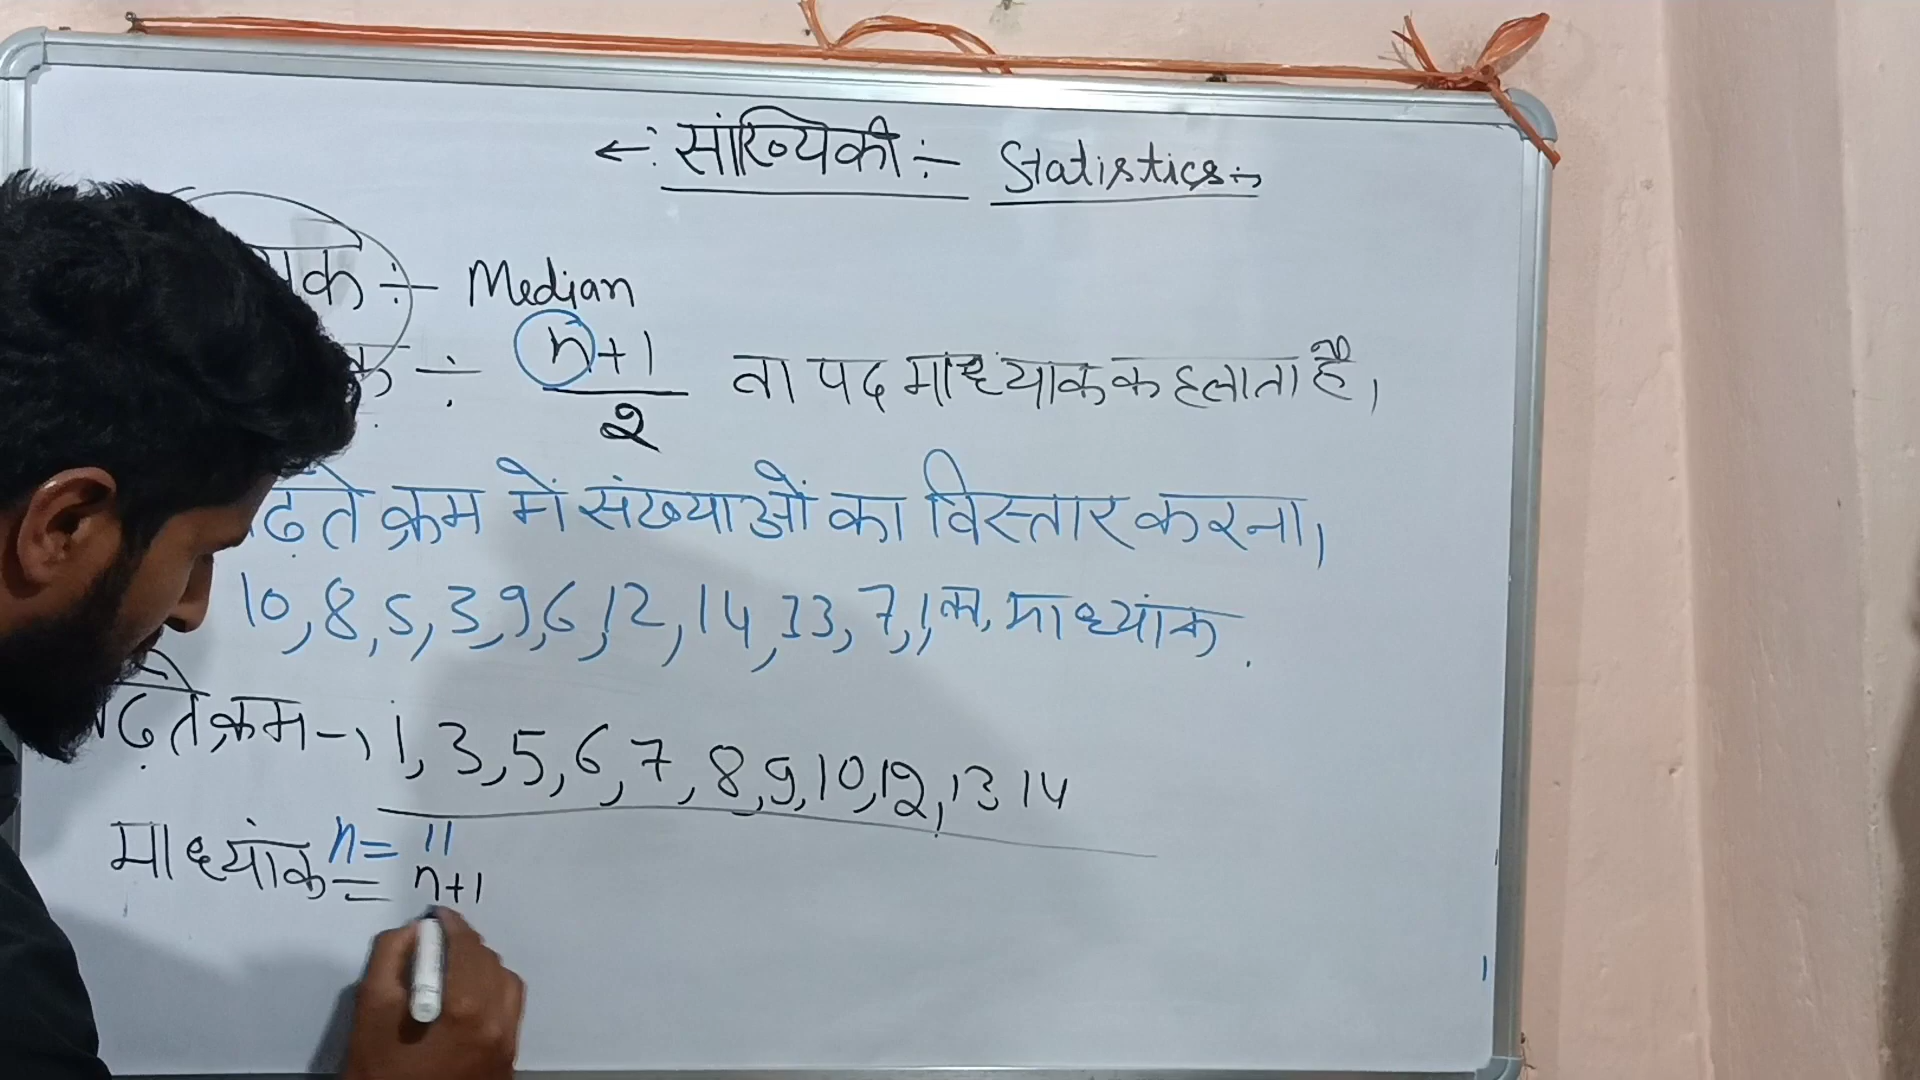 ←: सांख्यिकी :- Statistics :→
यक :- Median
क ÷ n+1/2 वा पद माध्यांक कहलाता है।
ढ़ते क्रम में संख्याओं का विस्तार करना।
10, 8, 5, 3, 9, 6, 12, 14, 13, 7, 1, का, माध्यांक.
ढ़ते क्रम → 1, 3, 5, 6, 7, 8, 9, 10, 12, 13 14
n = 11
माध्यांक = n+1